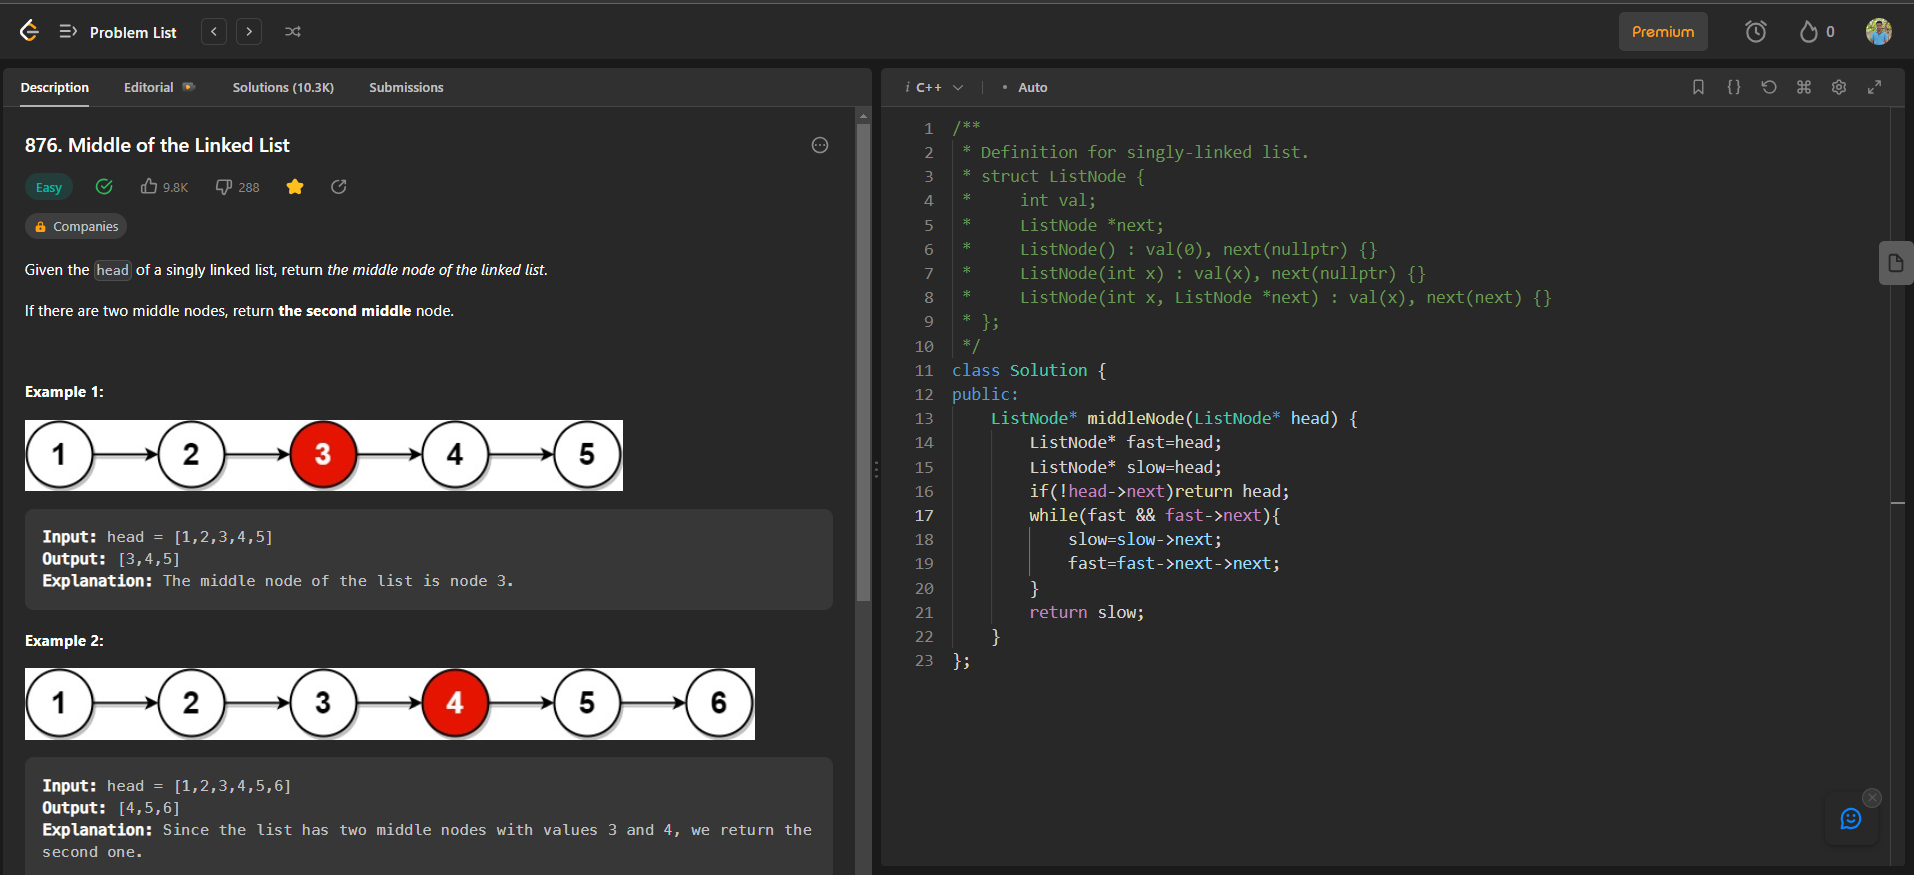 Problem List
Premium
0
Description
Editorial
Solutions (10.3K)
Submissions
876. Middle of the Linked List
Easy
9.8K
288
Companies
Given the head of a singly linked list, return the middle node of the linked list.
If there are two middle nodes, return the second middle node.
Example 1:
1 2 3 4 5
Input: head = [1,2,3,4,5]
Output: [3,4,5]
Explanation: The middle node of the list is node 3.
Example 2:
1 2 3 4 5 6
Input: head = [1,2,3,4,5,6]
Output: [4,5,6]
Explanation: Since the list has two middle nodes with values 3 and 4, we return the
second one.
i C++
• Auto
{}
1 /**
2  * Definition for singly-linked list.
3  * struct ListNode {
4  *     int val;
5  *     ListNode *next;
6  *     ListNode() : val(0), next(nullptr) {}
7  *     ListNode(int x) : val(x), next(nullptr) {}
8  *     ListNode(int x, ListNode *next) : val(x), next(next) {}
9  * };
10  */
11 class Solution {
12 public:
13     ListNode* middleNode(ListNode* head) {
14         ListNode* fast=head;
15         ListNode* slow=head;
16         if(!head->next)return head;
17         while(fast && fast->next){
18             slow=slow->next;
19             fast=fast->next->next;
20         }
21         return slow;
22     }
23 };